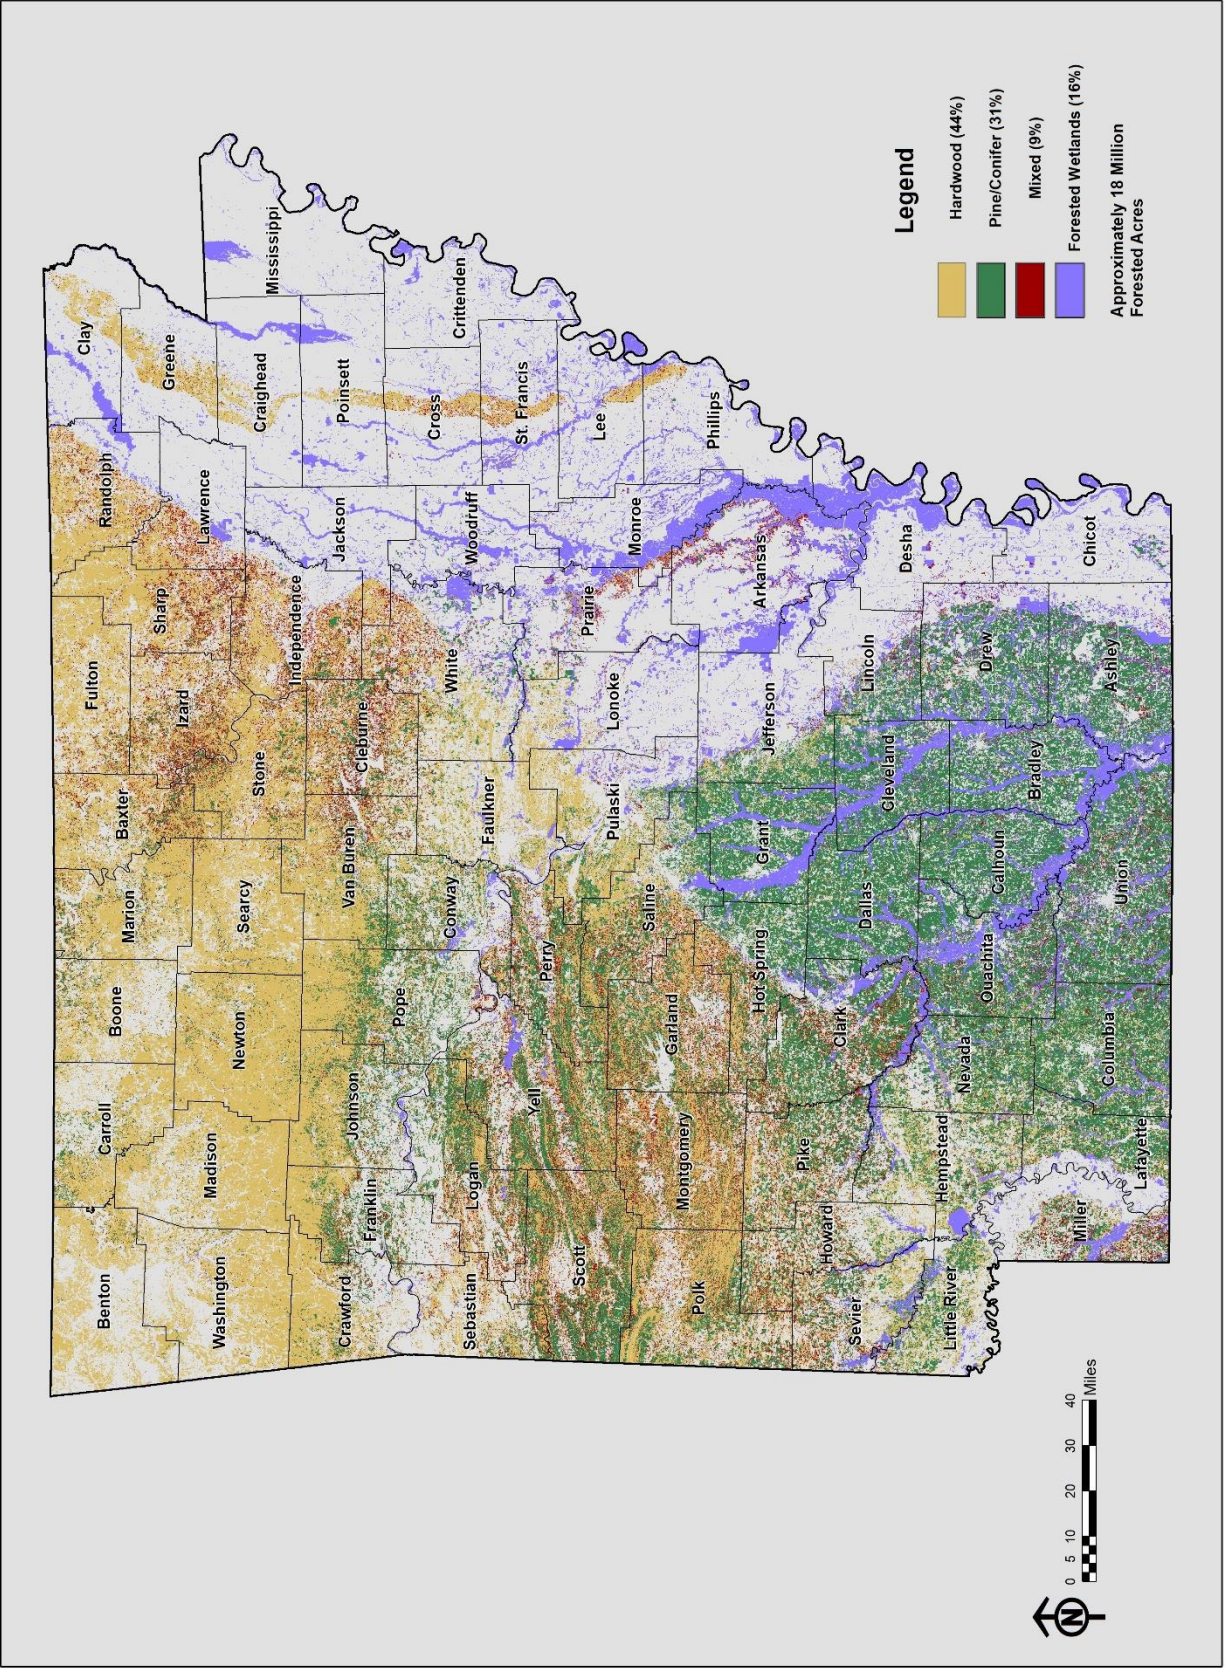 Benton
Carroll
Boone
Marion
Baxter
Fulton
Randolph
Clay
Washington
Madison
Newton
Searcy
Stone
Izard
Sharp
Lawrence
Greene
Crawford
Franklin
Johnson
Pope
Van Buren
Cleburne
Independence
Jackson
Craighead
Mississippi
Sebastian
Logan
Yell
Conway
Faulkner
White
Woodruff
Poinsett
Cross
Crittenden
Scott
Perry
Pulaski
Lonoke
Prairie
Monroe
St. Francis
Lee
Phillips
Polk
Montgomery
Garland
Saline
Hot Spring
Grant
Jefferson
Arkansas
Sevier
Howard
Pike
Clark
Dallas
Cleveland
Lincoln
Desha
Little River
Hempstead
Nevada
Ouachita
Calhoun
Bradley
Drew
Chicot
Miller
Lafayette
Columbia
Union
Ashley
Legend
Hardwood (44%)
Pine/Conifer (31%)
Mixed (9%)
Forested Wetlands (16%)
Approximately 18 Million
Forested Acres
N
0 5 10 20 30 40
Miles